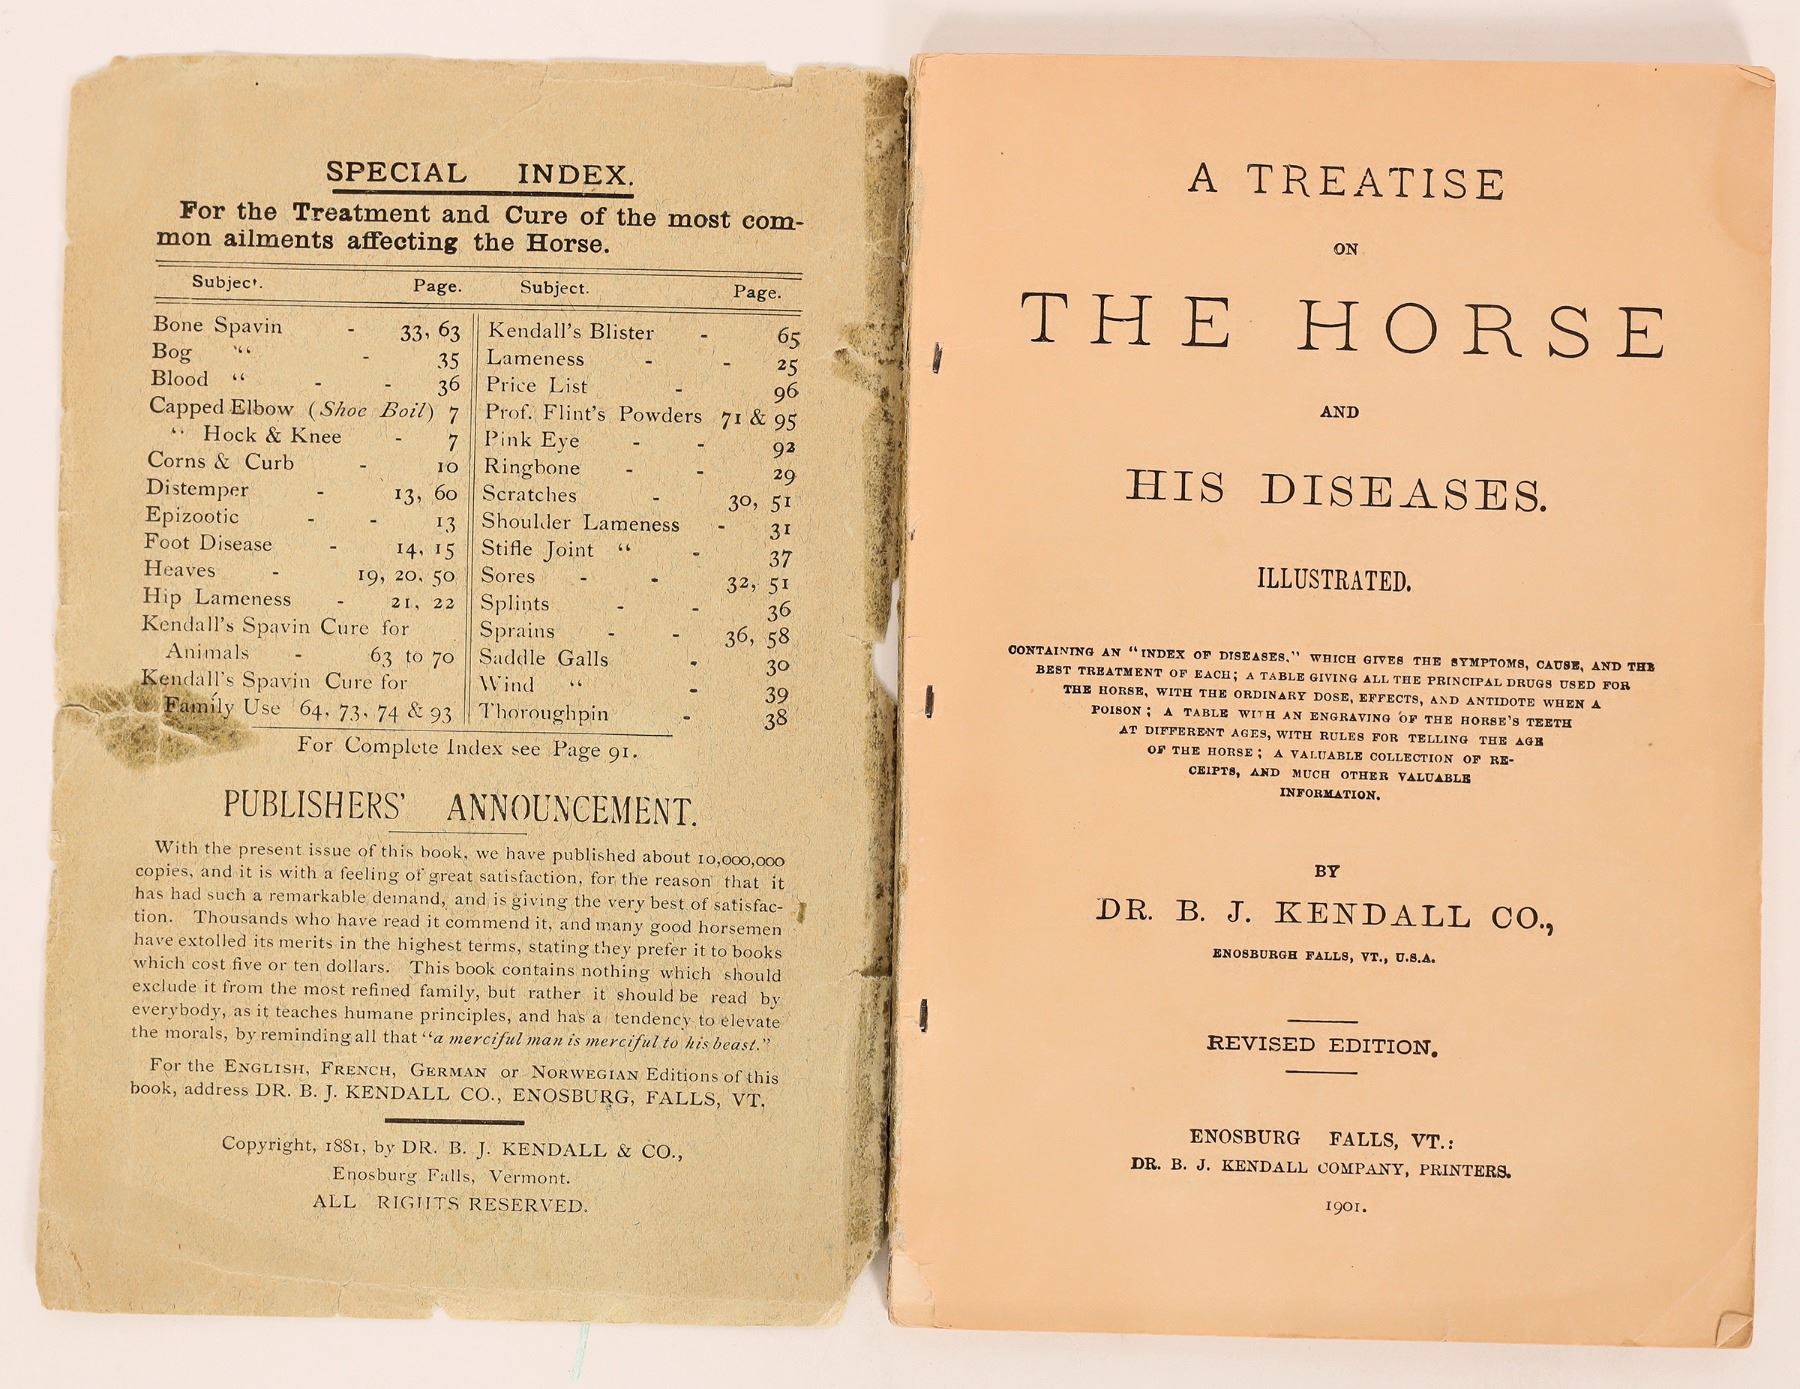 SPECIAL INDEX.
For the Treatment and Cure of the most com-
mon ailments affecting the Horse.
Subject. Page. Subject. Page.
Bone Spavin - 33, 63
Bog “ - 35
Blood “ - - 36
Capped Elbow (Shoe Boil) 7
“ Hock & Knee - 7
Corns & Curb - 10
Distemper - 13, 60
Epizootic - - 13
Foot Disease - 14, 15
Heaves - 19, 20, 50
Hip Lameness - 21, 22
Kendall's Spavin Cure for
Animals - 63 to 70
Kendall's Spavin Cure for
Family Use 64, 73, 74 & 93
Kendall's Blister - 65
Lameness - - 25
Price List - 96
Prof. Flint's Powders 71 & 95
Pink Eye - - 92
Ringbone - - 29
Scratches - 30, 51
Shoulder Lameness - 31
Stifle Joint “ - 37
Sores - - 32, 51
Splints - - 36
Sprains - - 36, 58
Saddle Galls - 30
Wind “ - 39
Thoroughpin - 38
For Complete Index see Page 91.
PUBLISHERS' ANNOUNCEMENT.
With the present issue of this book, we have published about 10,000,000
copies, and it is with a feeling of great satisfaction, for the reason that it
has had such a remarkable demand, and is giving the very best of satisfac-
tion. Thousands who have read it commend it, and many good horsemen
have extolled its merits in the highest terms, stating they prefer it to books
which cost five or ten dollars. This book contains nothing which should
exclude it from the most refined family, but rather it should be read by
everybody, as it teaches humane principles, and has a tendency to elevate
the morals, by reminding all that “a merciful man is merciful to his beast.”
For the ENGLISH, FRENCH, GERMAN or NORWEGIAN Editions of this
book, address DR. B. J. KENDALL CO., ENOSBURG, FALLS, VT.
Copyright, 1881, by DR. B. J. KENDALL & CO.,
Enosburg Falls, Vermont.
ALL RIGHTS RESERVED.
A TREATISE
ON
THE HORSE
AND
HIS DISEASES.
ILLUSTRATED.
CONTAINING AN “INDEX OF DISEASES,” WHICH GIVES THE SYMPTOMS, CAUSE, AND THE
BEST TREATMENT OF EACH; A TABLE GIVING ALL THE PRINCIPAL DRUGS USED FOR
THE HORSE, WITH THE ORDINARY DOSE, EFFECTS, AND ANTIDOTE WHEN A
POISON; A TABLE WITH AN ENGRAVING OF THE HORSE'S TEETH
AT DIFFERENT AGES, WITH RULES FOR TELLING THE AGE
OF THE HORSE; A VALUABLE COLLECTION OF RE-
CEIPTS, AND MUCH OTHER VALUABLE
INFORMATION.
BY
DR. B. J. KENDALL CO.,
ENOSBURGH FALLS, VT., U.S.A.
REVISED EDITION.
ENOSBURG FALLS, VT.:
DR. B. J. KENDALL COMPANY, PRINTERS.
1901.